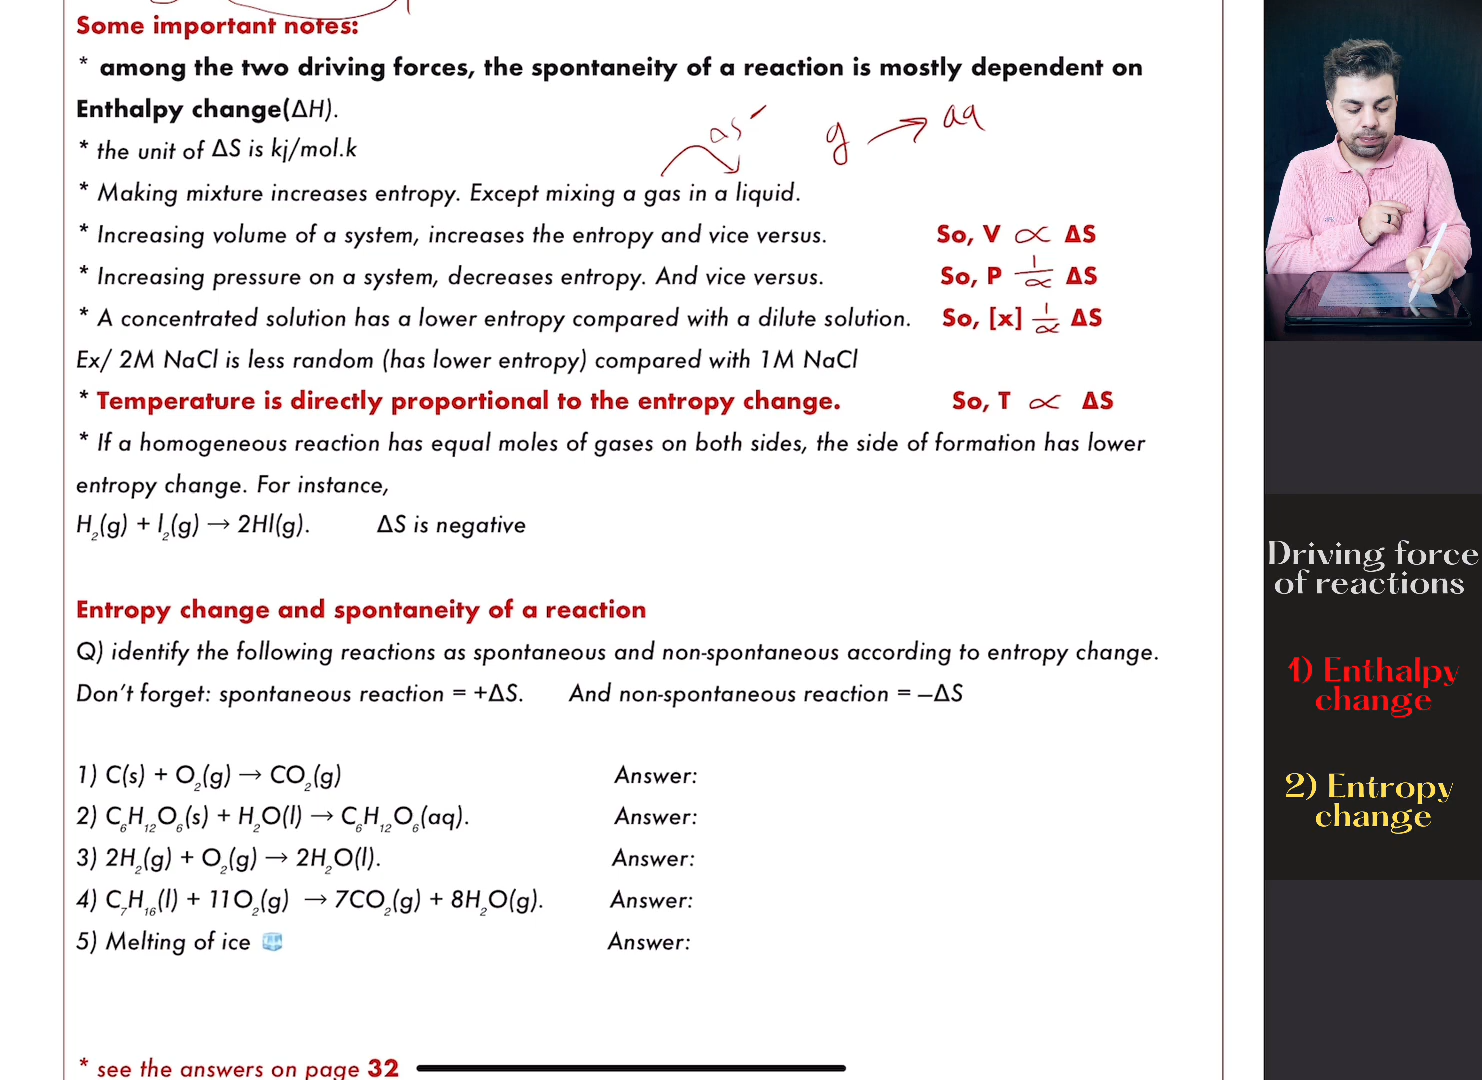 Some important notes:
* among the two driving forces, the spontaneity of a reaction is mostly dependent on
Enthalpy change(ΔH).
* the unit of ΔS is kj/mol.k
* Making mixture increases entropy. Except mixing a gas in a liquid.
g → aq
* Increasing volume of a system, increases the entropy and vice versus. So, V ∝ ΔS
* Increasing pressure on a system, decreases entropy. And vice versus. So, P 1/∝ ΔS
* A concentrated solution has a lower entropy compared with a dilute solution. So, [x] 1/∝ ΔS
Ex/ 2M NaCl is less random (has lower entropy) compared with 1M NaCl
* Temperature is directly proportional to the entropy change. So, T ∝ ΔS
* If a homogeneous reaction has equal moles of gases on both sides, the side of formation has lower
entropy change. For instance,
H₂(g) + I₂(g) → 2HI(g). ΔS is negative
Entropy change and spontaneity of a reaction
Q) identify the following reactions as spontaneous and non-spontaneous according to entropy change.
Don't forget: spontaneous reaction = +ΔS. And non-spontaneous reaction = –ΔS
1) C(s) + O₂(g) → CO₂(g) Answer:
2) C₆H₁₂O₆(s) + H₂O(l) → C₆H₁₂O₆(aq). Answer:
3) 2H₂(g) + O₂(g) → 2H₂O(l). Answer:
4) C₇H₁₆(l) + 11O₂(g) → 7CO₂(g) + 8H₂O(g). Answer:
5) Melting of ice 🧊 Answer:
* see the answers on page 32
Driving force
of reactions
1) Enthalpy
change
2) Entropy
change